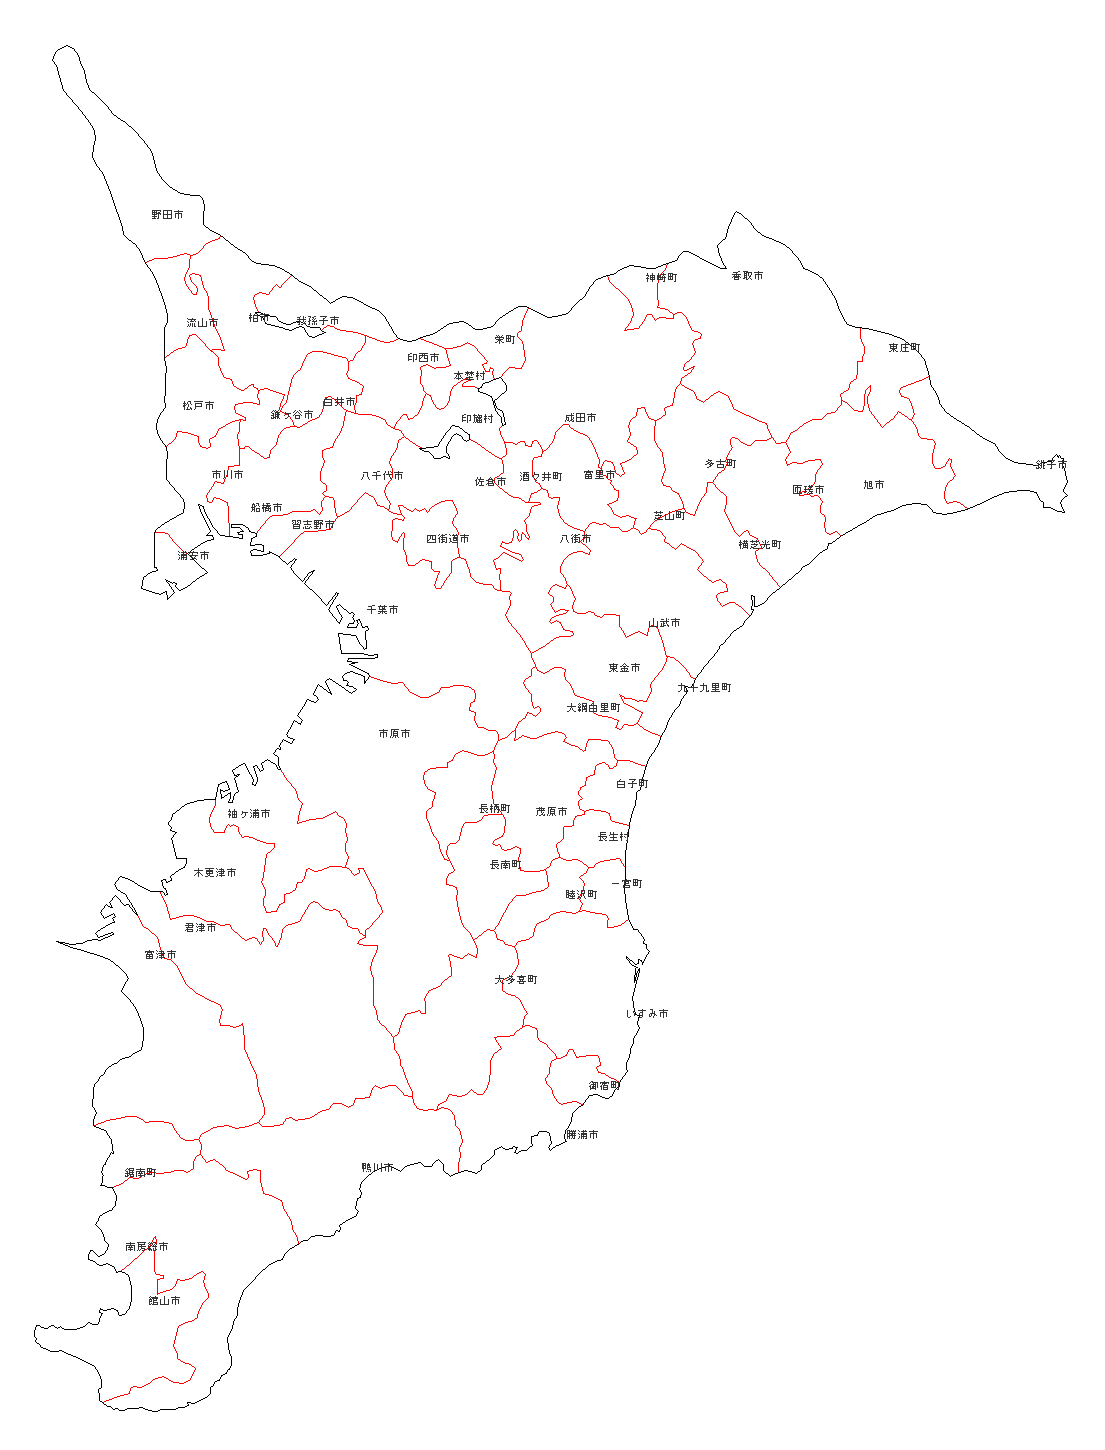 野田市
香取市
神崎町
柏市
我孫子市
流山市
栄町
東庄町
印西市
本埜村
白井市
松戸市
鎌ヶ谷市
印旛村
成田市
多古町
銚子市
市川市
八千代市
佐倉市
酒々井町
富里市
旭市
匝瑳市
船橋市
芝山町
習志野市
四街道市
八街市
横芝光町
浦安市
千葉市
山武市
東金市
九十九里町
大網白里町
市原市
白子町
長柄町
茂原市
袖ヶ浦市
長生村
長南町
木更津市
一宮町
睦沢町
君津市
富津市
大多喜町
いすみ市
御宿町
勝浦市
鴨川市
鋸南町
南房総市
館山市